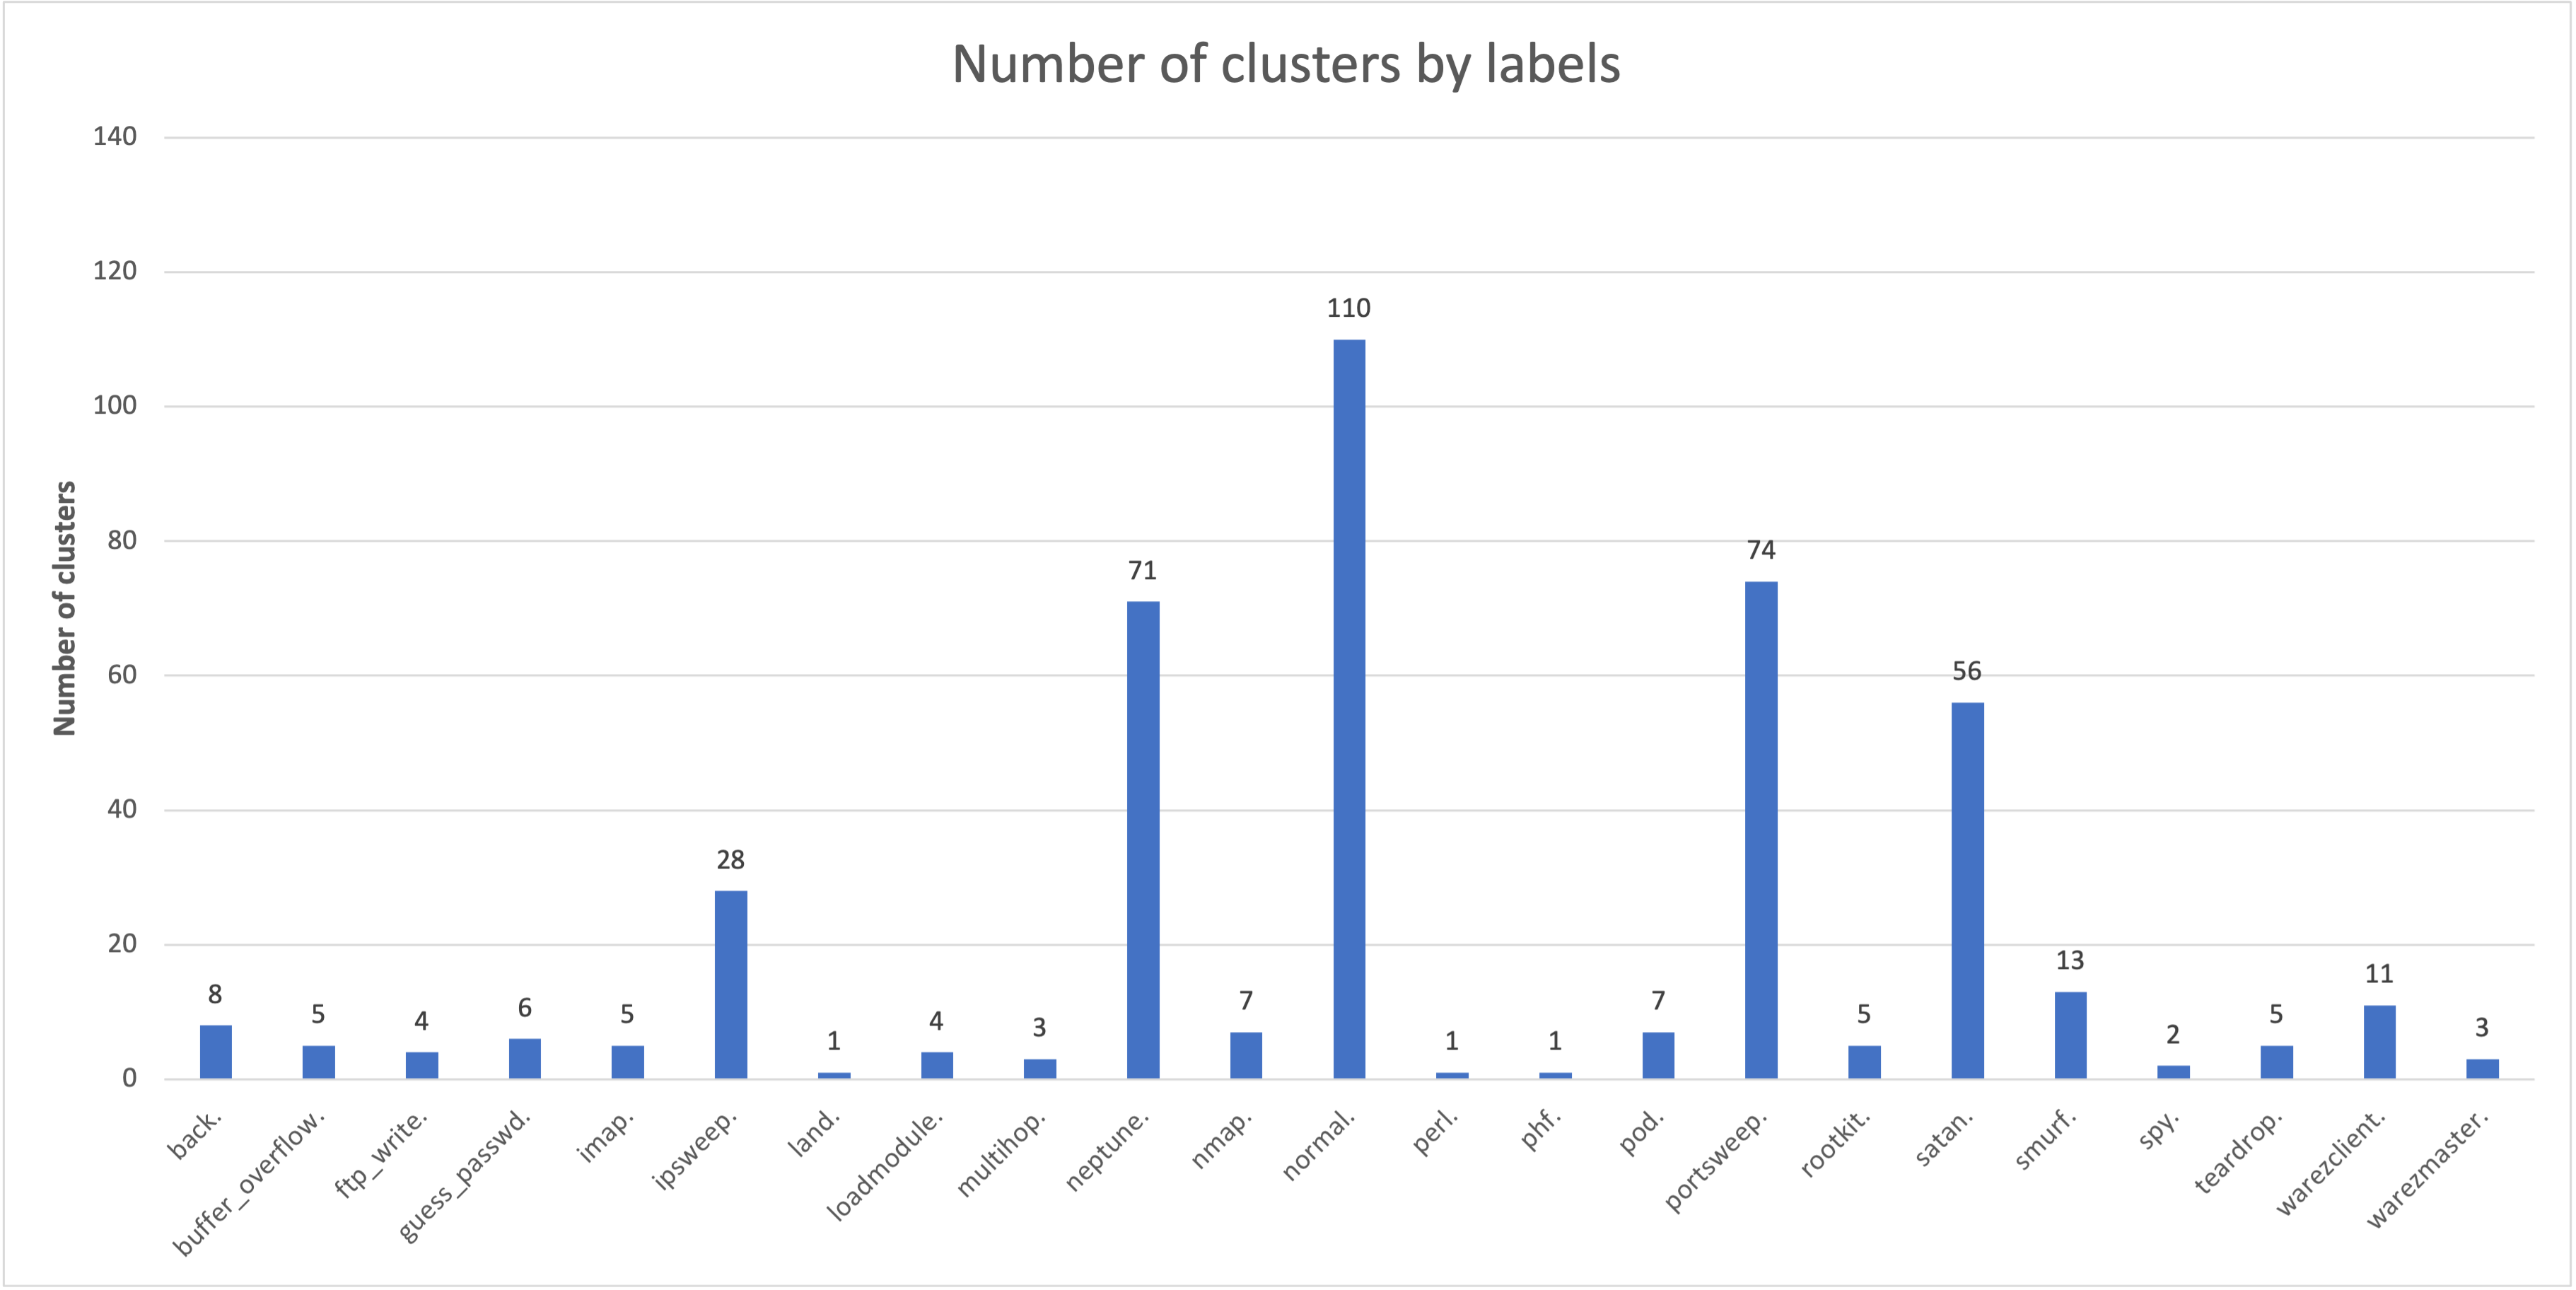 Number of clusters by labels
140
120
100
80
60
40
20
0
Number of clusters
8
5
4
6
5
28
1
4
3
71
7
110
1
1
7
74
5
56
13
2
5
11
3
back.
buffer_overflow.
ftp_write.
guess_passwd.
imap.
ipsweep.
land.
loadmodule.
multihop.
neptune.
nmap.
normal.
perl.
phf.
pod.
portsweep.
rootkit.
satan.
smurf.
spy.
teardrop.
warezclient.
warezmaster.